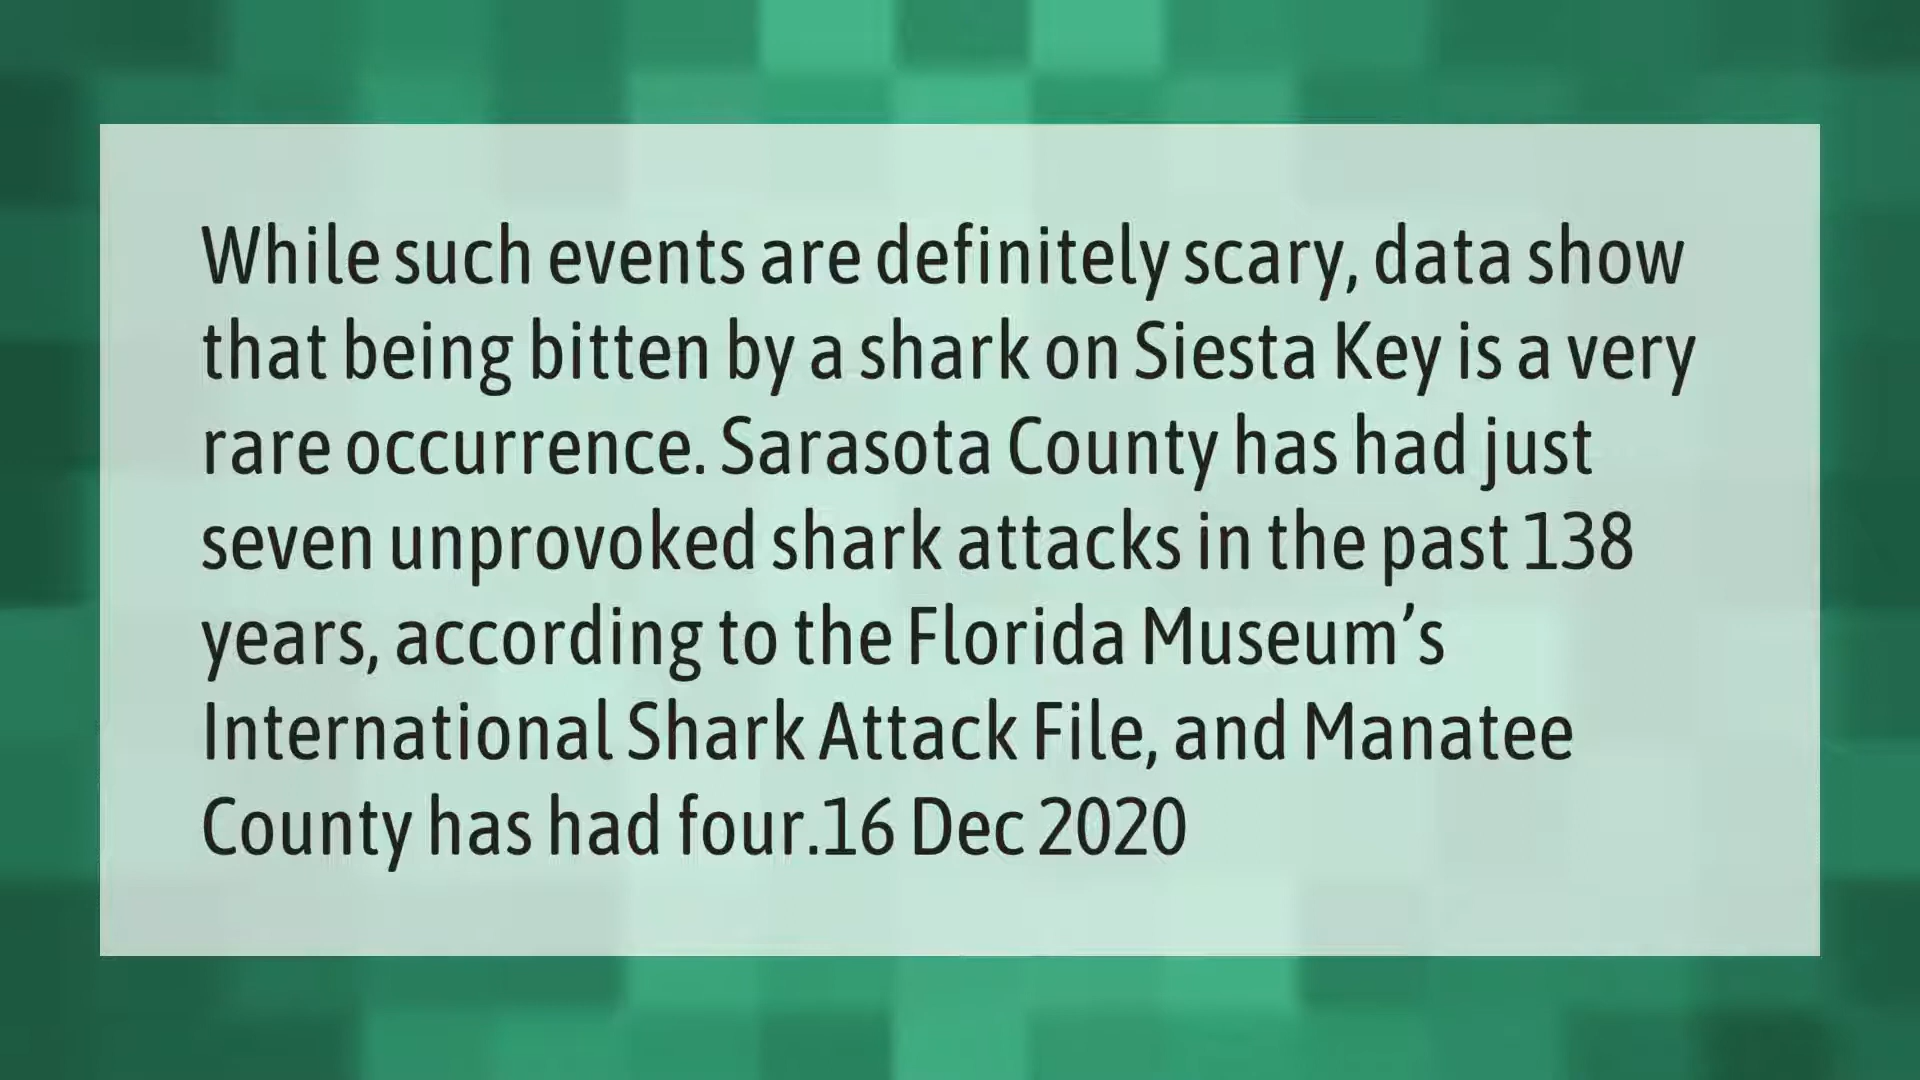 While such events are definitely scary, data show
that being bitten by a shark on Siesta Key is a very
rare occurrence. Sarasota County has had just
seven unprovoked shark attacks in the past 138
years, according to the Florida Museum’s
International Shark Attack File, and Manatee
County has had four.16 Dec 2020